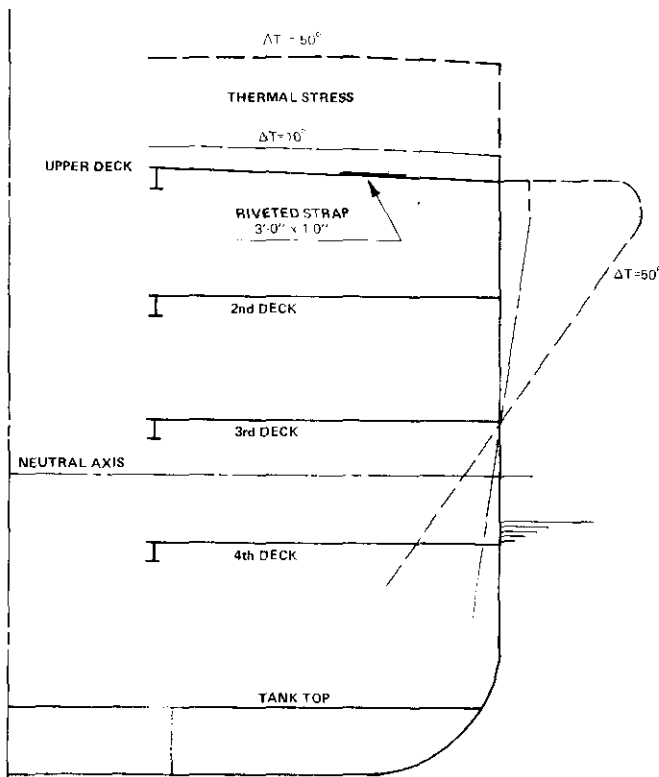 ΔT = 50°
THERMAL STRESS
ΔT=10°
UPPER DECK
RIVETED STRAP
3'-0" x 1.0"
ΔT=50°
2nd DECK
3rd DECK
NEUTRAL AXIS
4th DECK
TANK TOP